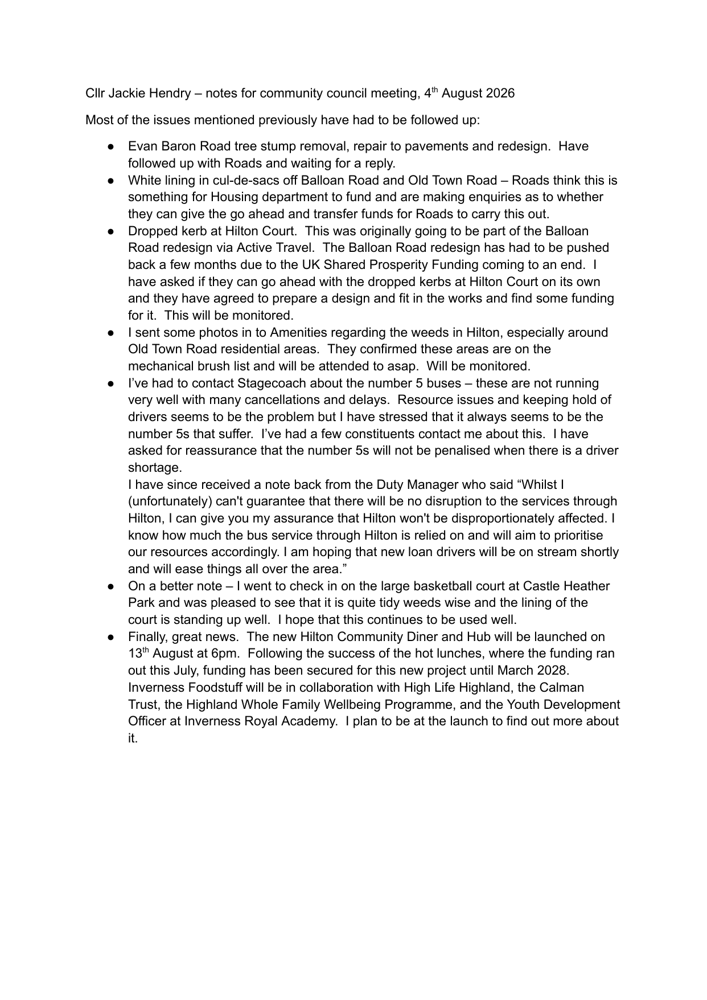 Cllr Jackie Hendry – notes for community council meeting, 4th August 2026
Most of the issues mentioned previously have had to be followed up:
● Evan Baron Road tree stump removal, repair to pavements and redesign.  Have
followed up with Roads and waiting for a reply.
● White lining in cul-de-sacs off Balloan Road and Old Town Road – Roads think this is
something for Housing department to fund and are making enquiries as to whether
they can give the go ahead and transfer funds for Roads to carry this out.
● Dropped kerb at Hilton Court.  This was originally going to be part of the Balloan
Road redesign via Active Travel.  The Balloan Road redesign has had to be pushed
back a few months due to the UK Shared Prosperity Funding coming to an end.  I
have asked if they can go ahead with the dropped kerbs at Hilton Court on its own
and they have agreed to prepare a design and fit in the works and find some funding
for it.  This will be monitored.
● I sent some photos in to Amenities regarding the weeds in Hilton, especially around
Old Town Road residential areas.  They confirmed these areas are on the
mechanical brush list and will be attended to asap.  Will be monitored.
● I’ve had to contact Stagecoach about the number 5 buses – these are not running
very well with many cancellations and delays.  Resource issues and keeping hold of
drivers seems to be the problem but I have stressed that it always seems to be the
number 5s that suffer.  I’ve had a few constituents contact me about this.  I have
asked for reassurance that the number 5s will not be penalised when there is a driver
shortage.
I have since received a note back from the Duty Manager who said “Whilst I
(unfortunately) can't guarantee that there will be no disruption to the services through
Hilton, I can give you my assurance that Hilton won't be disproportionately affected. I
know how much the bus service through Hilton is relied on and will aim to prioritise
our resources accordingly. I am hoping that new loan drivers will be on stream shortly
and will ease things all over the area.”
● On a better note – I went to check in on the large basketball court at Castle Heather
Park and was pleased to see that it is quite tidy weeds wise and the lining of the
court is standing up well.  I hope that this continues to be used well.
● Finally, great news.  The new Hilton Community Diner and Hub will be launched on
13th August at 6pm.  Following the success of the hot lunches, where the funding ran
out this July, funding has been secured for this new project until March 2028.
Inverness Foodstuff will be in collaboration with High Life Highland, the Calman
Trust, the Highland Whole Family Wellbeing Programme, and the Youth Development
Officer at Inverness Royal Academy.  I plan to be at the launch to find out more about
it.